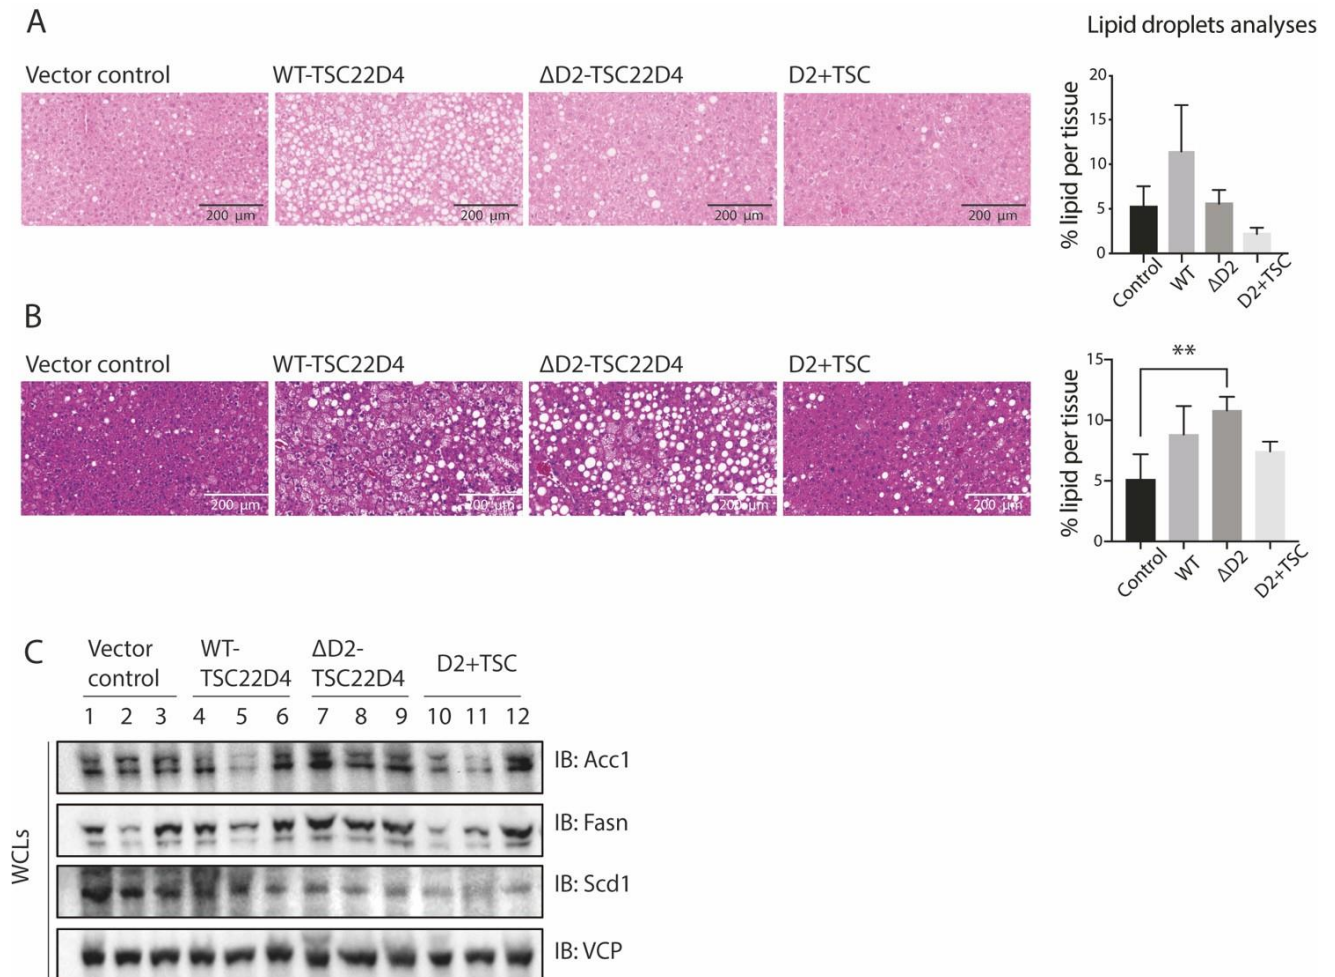 A
Lipid droplets analyses
Vector control
WT-TSC22D4
ΔD2-TSC22D4
D2+TSC
200 µm
200 µm
200 µm
200 µm
% lipid per tissue
20
15
10
5
0
Control
WT
ΔD2
D2+TSC
B
Vector control
WT-TSC22D4
ΔD2-TSC22D4
D2+TSC
200 µm
200 µm
200 µm
200 µm
% lipid per tissue
**
15
10
5
0
Control
WT
ΔD2
D2+TSC
C
Vector
control
WT-
TSC22D4
ΔD2-
TSC22D4
D2+TSC
1 2 3 4 5 6 7 8 9 10 11 12
WCLs
IB: Acc1
IB: Fasn
IB: Scd1
IB: VCP